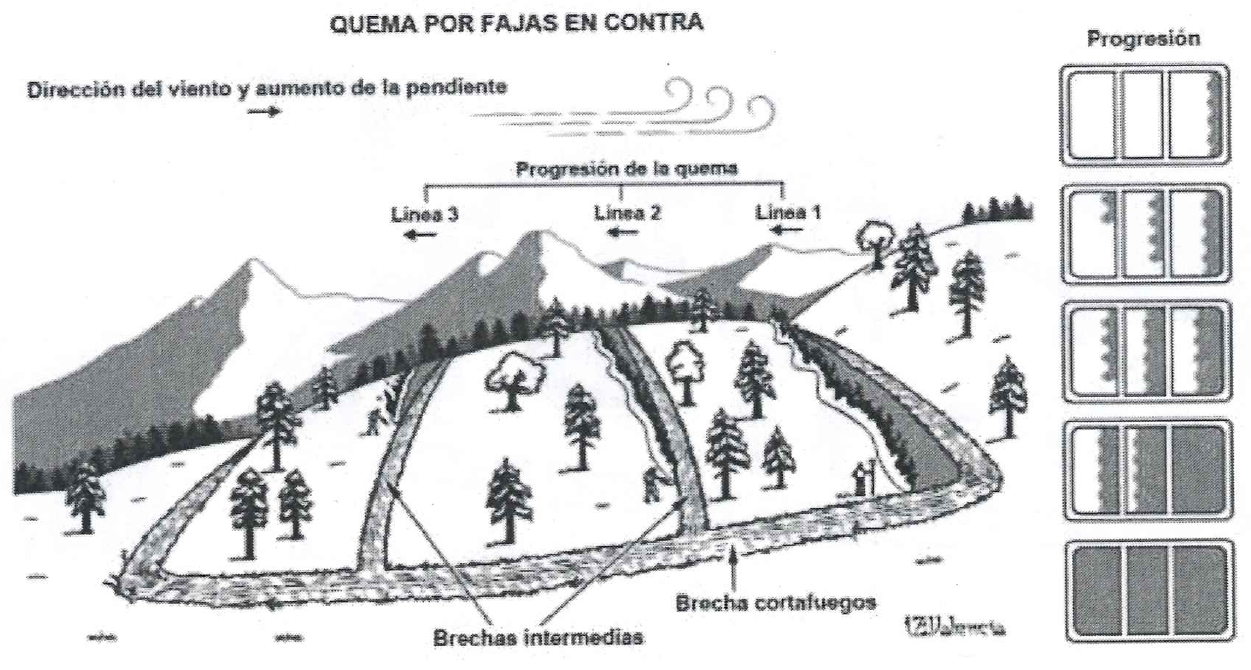 QUEMA POR FAJAS EN CONTRA
Progresión
Dirección del viento y aumento de la pendiente
Progresión de la quema
Línea 3
Línea 2
Línea 1
Brecha cortafuegos
Brechas intermedias
Valencia